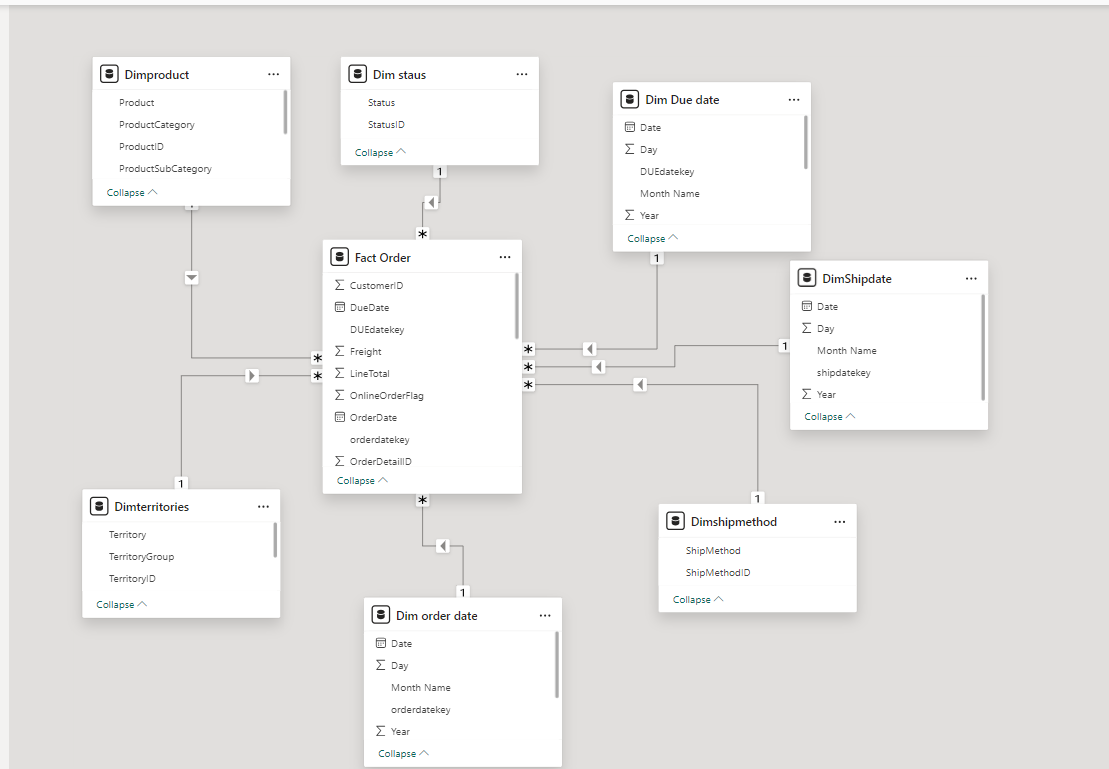 Dimproduct
Product
ProductCategory
ProductID
ProductSubCategory
Collapse
Dim staus
Status
StatusID
Collapse
1
*
Dim Due date
Date
Day
DUEdatekey
Month Name
Year
Collapse
1
DimShipdate
Date
Day
Month Name
shipdatekey
Year
Collapse
1
Fact Order
CustomerID
DueDate
DUEdatekey
Freight
LineTotal
OnlineOrderFlag
OrderDate
orderdatekey
OrderDetailID
Collapse
*
*
*
*
*
*
1
Dimterritories
Territory
TerritoryGroup
TerritoryID
Collapse
1
Dimshipmethod
ShipMethod
ShipMethodID
Collapse
1
Dim order date
Date
Day
Month Name
orderdatekey
Year
Collapse